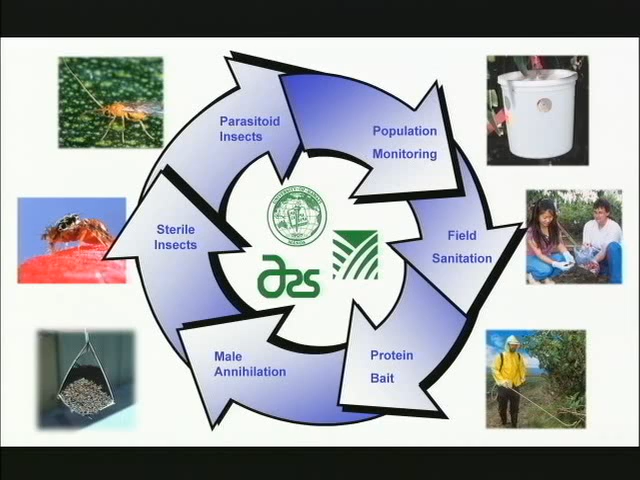 Parasitoid
Insects
Population
Monitoring
Sterile
Insects
Field
Sanitation
ars
Male
Annihilation
Protein
Bait